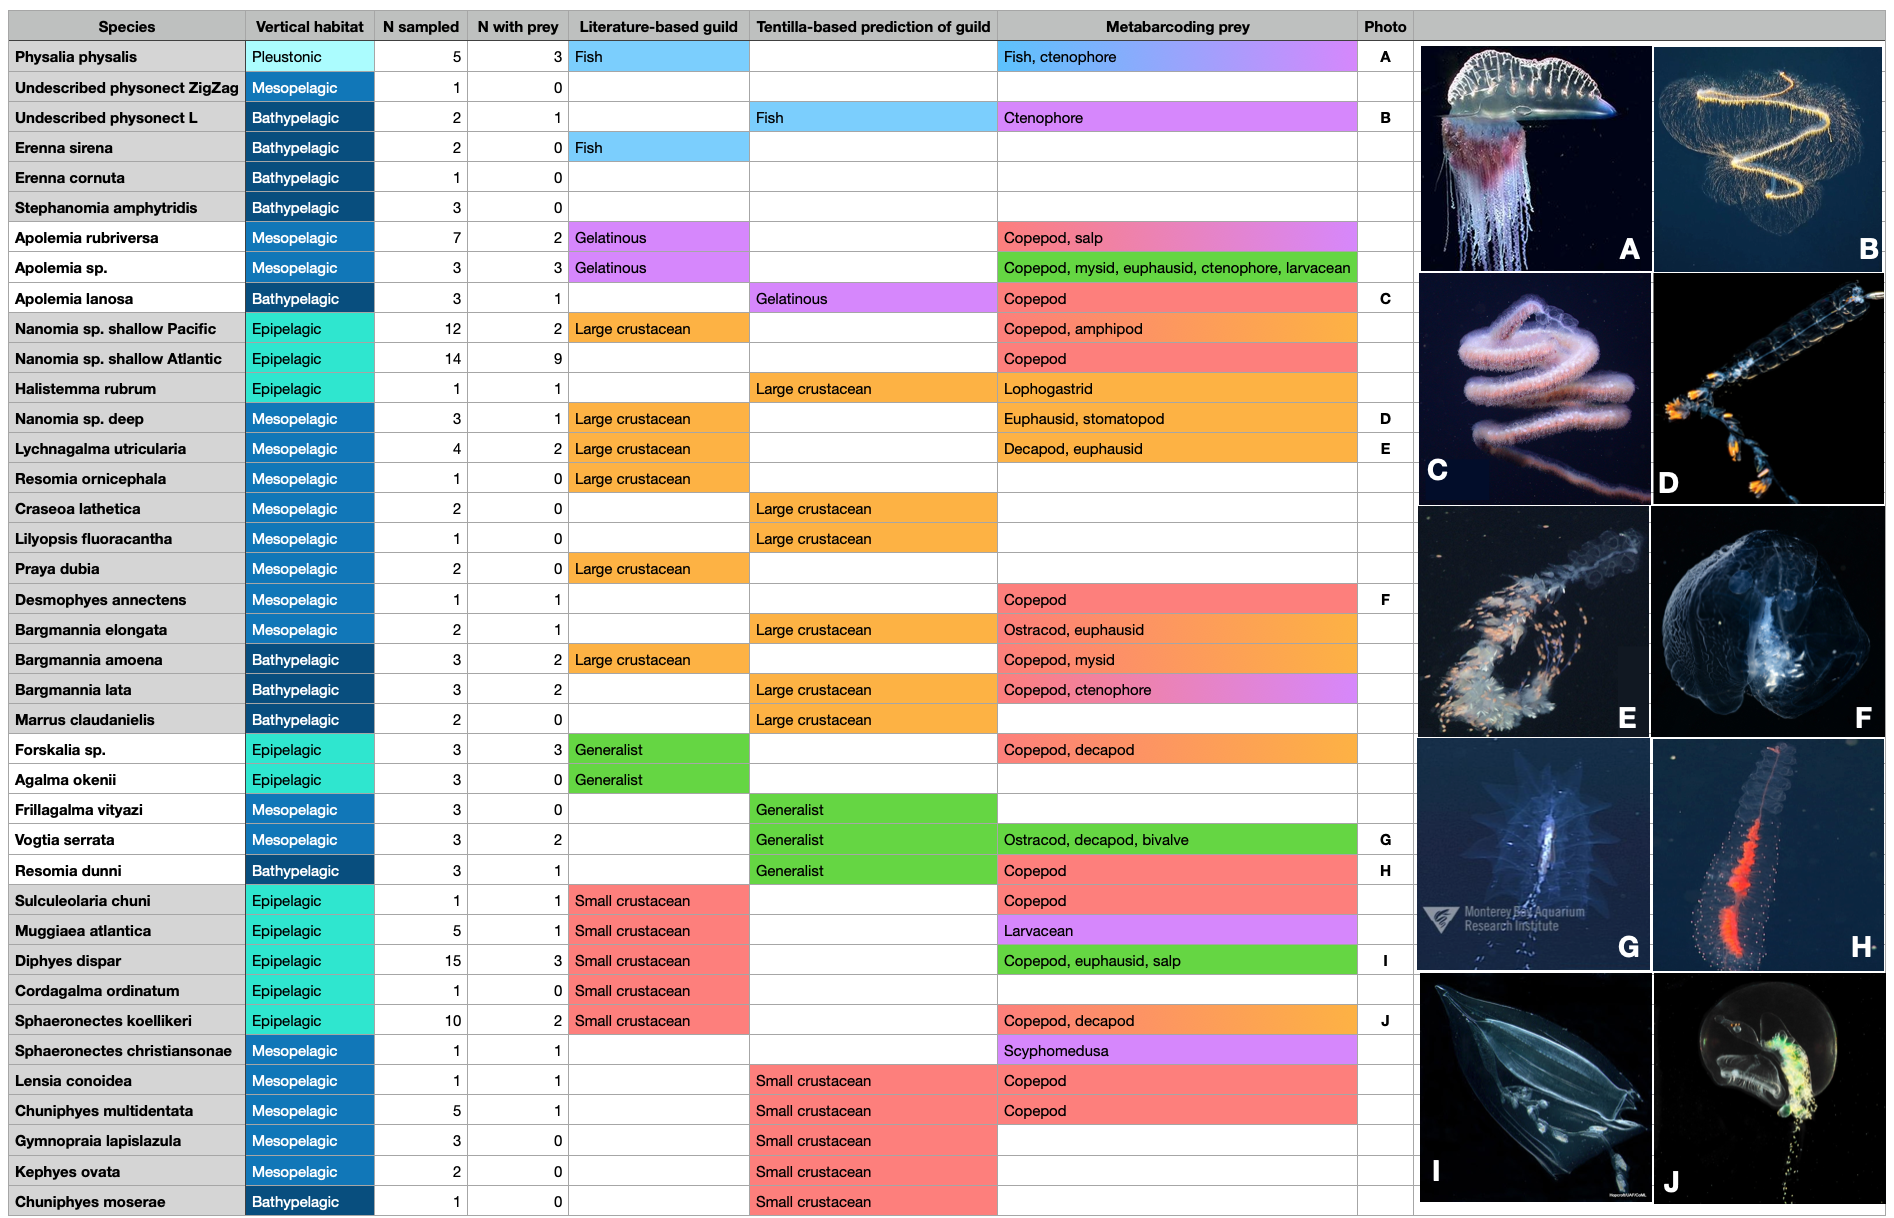 Species Vertical habitat N sampled N with prey Literature-based guild Tentilla-based prediction of guild Metabarcoding prey Photo
Physalia physalis Pleustonic 5 3 Fish Fish, ctenophore A
Undescribed physonect ZigZag Mesopelagic 1 0
Undescribed physonect L Bathypelagic 2 1 Fish Ctenophore B
Erenna sirena Bathypelagic 2 0 Fish
Erenna cornuta Bathypelagic 1 0
Stephanomia amphytridis Bathypelagic 3 0
Apolemia rubriversa Mesopelagic 7 2 Gelatinous Copepod, salp
Apolemia sp. Mesopelagic 3 3 Gelatinous Copepod, mysid, euphausid, ctenophore, larvacean
Apolemia lanosa Bathypelagic 3 1 Gelatinous Copepod C
Nanomia sp. shallow Pacific Epipelagic 12 2 Large crustacean Copepod, amphipod
Nanomia sp. shallow Atlantic Epipelagic 14 9 Copepod
Halistemma rubrum Epipelagic 1 1 Large crustacean Lophogastrid
Nanomia sp. deep Mesopelagic 3 1 Large crustacean Euphausid, stomatopod D
Lychnagalma utricularia Mesopelagic 4 2 Large crustacean Decapod, euphausid E
Resomia ornicephala Mesopelagic 1 0 Large crustacean
Craseoa lathetica Mesopelagic 2 0 Large crustacean
Lilyopsis fluoracantha Mesopelagic 1 0 Large crustacean
Praya dubia Mesopelagic 2 0 Large crustacean
Desmophyes annectens Mesopelagic 1 1 Copepod F
Bargmannia elongata Mesopelagic 2 1 Large crustacean Ostracod, euphausid
Bargmannia amoena Bathypelagic 3 2 Large crustacean Copepod, mysid
Bargmannia lata Bathypelagic 3 2 Large crustacean Copepod, ctenophore
Marrus claudanielis Bathypelagic 2 0 Large crustacean
Forskalia sp. Epipelagic 3 3 Generalist Copepod, decapod
Agalma okenii Epipelagic 3 0 Generalist
Frillagalma vityazi Mesopelagic 3 0 Generalist
Vogtia serrata Mesopelagic 3 2 Generalist Ostracod, decapod, bivalve G
Resomia dunni Bathypelagic 3 1 Generalist Copepod H
Sulculeolaria chuni Epipelagic 1 1 Small crustacean Copepod
Muggiaea atlantica Epipelagic 5 1 Small crustacean Larvacean
Diphyes dispar Epipelagic 15 3 Small crustacean Copepod, euphausid, salp I
Cordagalma ordinatum Epipelagic 1 0 Small crustacean
Sphaeronectes koellikeri Epipelagic 10 2 Small crustacean Copepod, decapod J
Sphaeronectes christiansonae Mesopelagic 1 1 Scyphomedusa
Lensia conoidea Mesopelagic 1 1 Small crustacean Copepod
Chuniphyes multidentata Mesopelagic 5 1 Small crustacean Copepod
Gymnopraia lapislazula Mesopelagic 3 0 Small crustacean
Kephyes ovata Mesopelagic 2 0 Small crustacean
Chuniphyes moserae Bathypelagic 1 0 Small crustacean
A B
C D
E F
Monterey Bay Aquarium
Research Institute
G H
I J